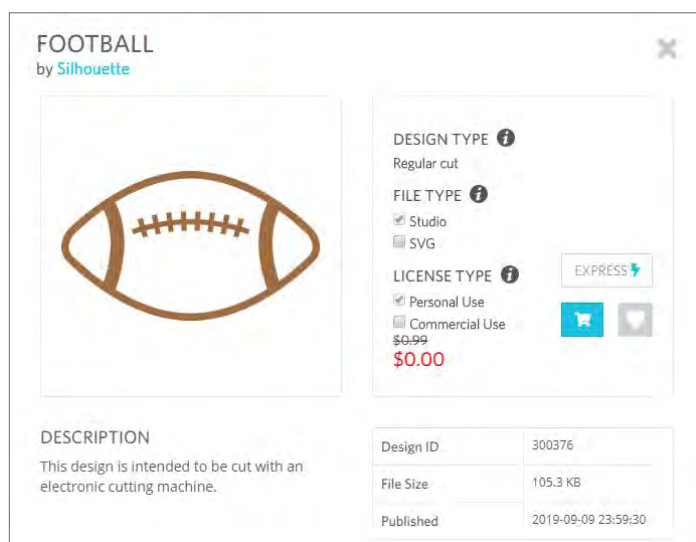 FOOTBALL
by Silhouette
DESIGN TYPE
Regular cut
FILE TYPE
Studio
SVG
LICENSE TYPE
Personal Use
Commercial Use
$0.99
$0.00
EXPRESS
DESCRIPTION
This design is intended to be cut with an
electronic cutting machine.
Design ID 300376
File Size 105.3 KB
Published 2019-09-09 23:59:30